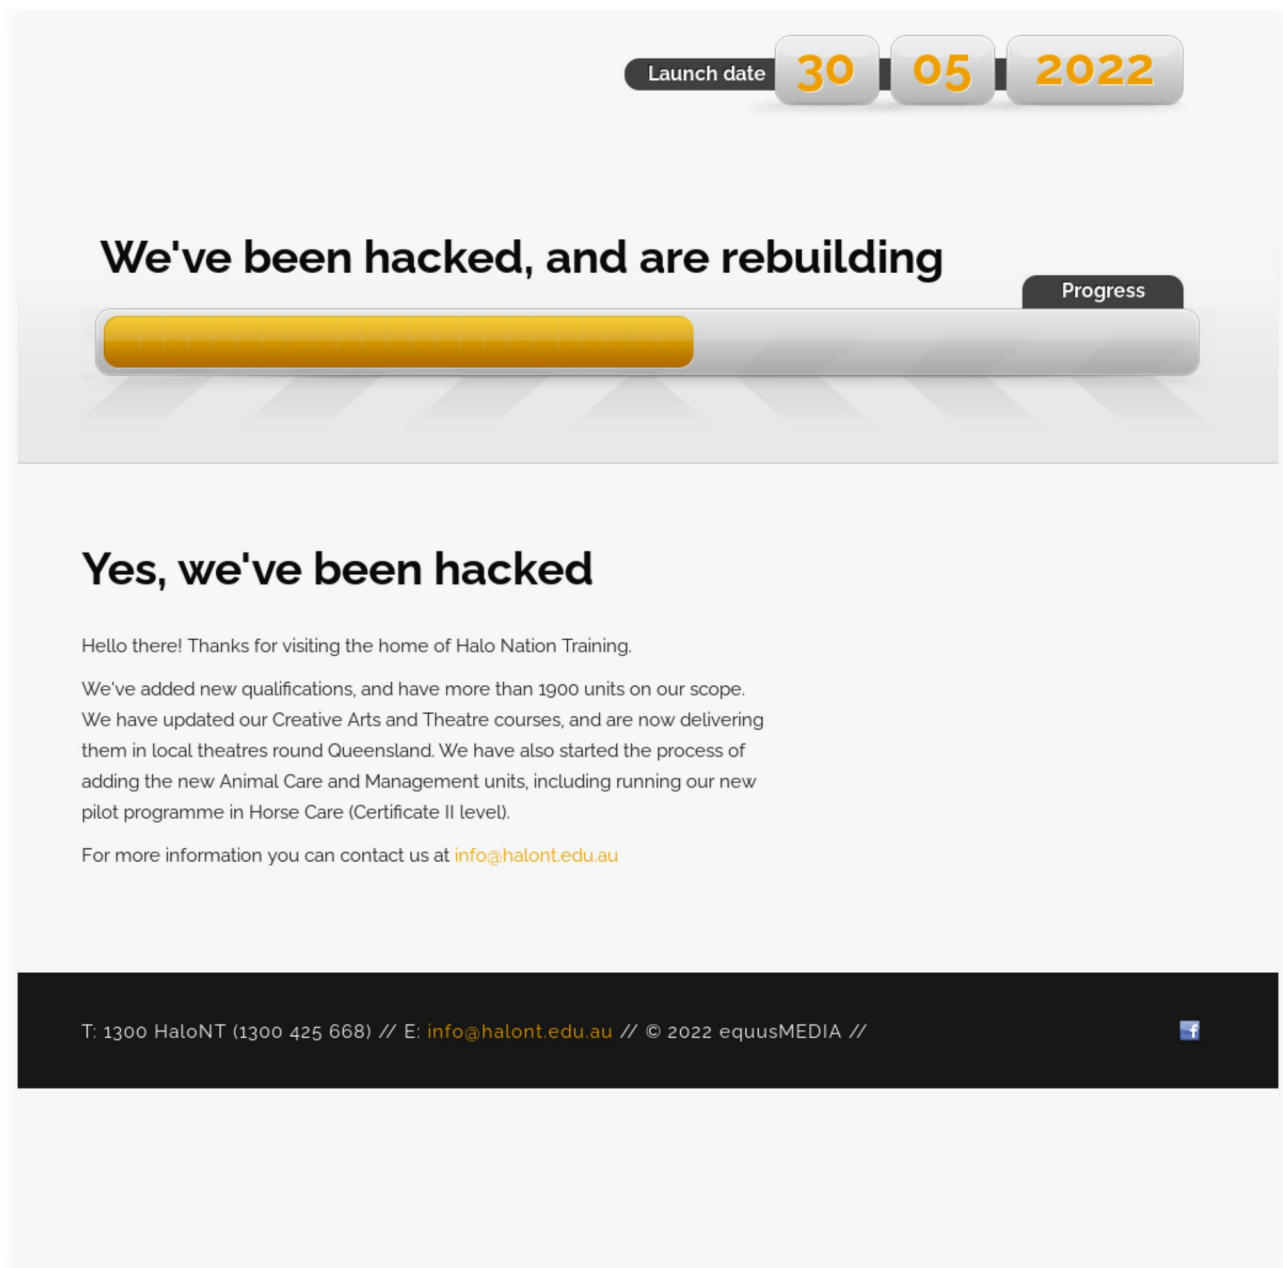 Launch date 30 05 2022
We've been hacked, and are rebuilding
Progress
Yes, we've been hacked
Hello there! Thanks for visiting the home of Halo Nation Training.
We've added new qualifications, and have more than 1900 units on our scope.
We have updated our Creative Arts and Theatre courses, and are now delivering
them in local theatres round Queensland. We have also started the process of
adding the new Animal Care and Management units, including running our new
pilot programme in Horse Care (Certificate II level).
For more information you can contact us at info@halont.edu.au
T: 1300 HaloNT (1300 425 668) // E: info@halont.edu.au // © 2022 equusMEDIA //
f